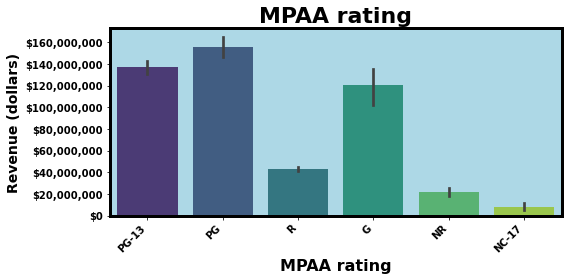 MPAA rating
Revenue (dollars)
$160,000,000
$140,000,000
$120,000,000
$100,000,000
$80,000,000
$60,000,000
$40,000,000
$20,000,000
$0
PG-13
PG
R
G
NR
NC-17
MPAA rating